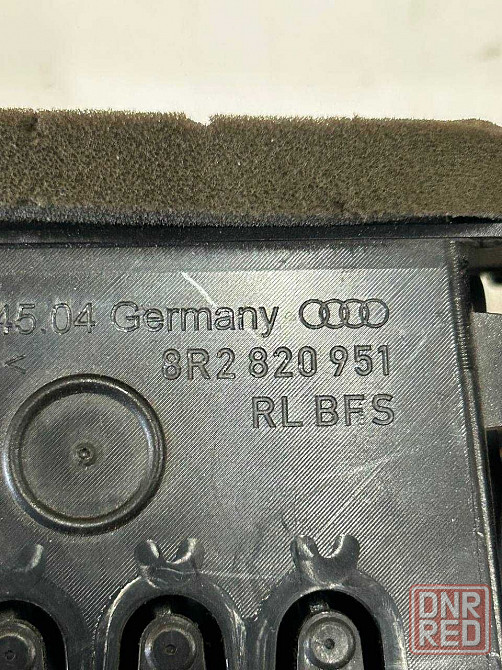 45.04 Germany
8R2 820 951
RL BFS
DNR
RED